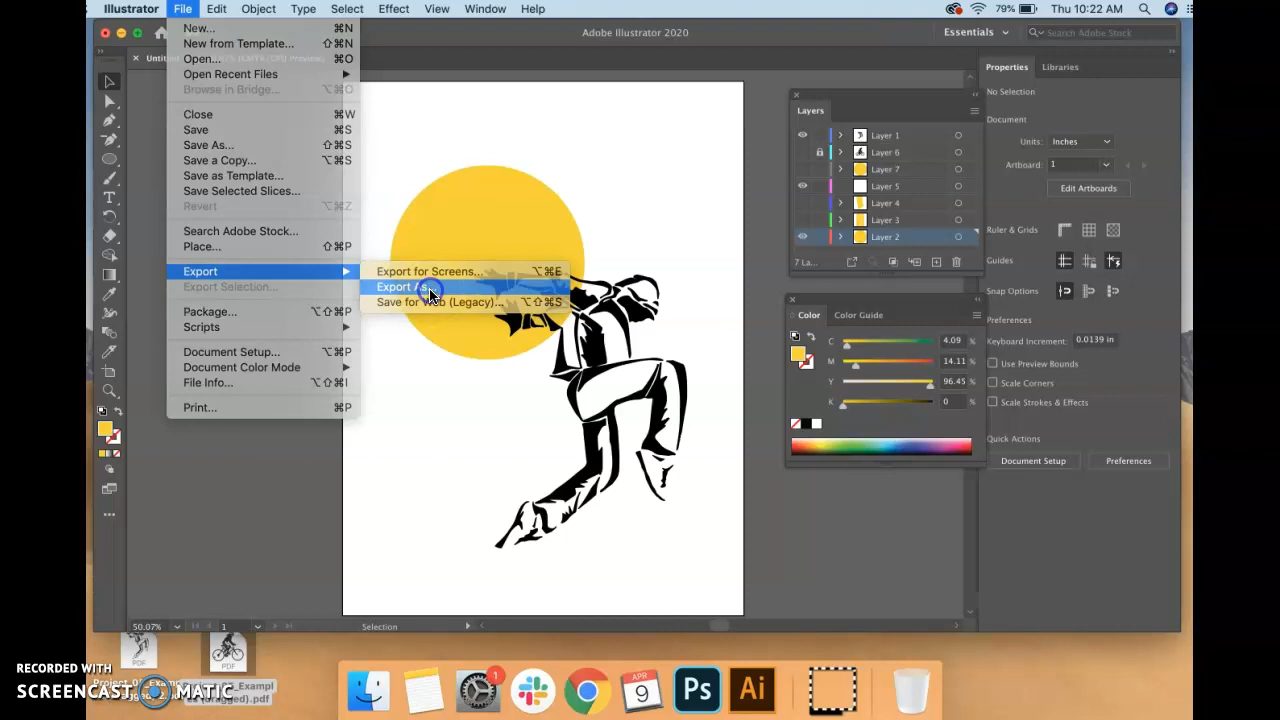 Illustrator File Edit Object Type Select Effect View Window Help
79% Thu 10:22 AM
Adobe Illustrator 2020
Essentials
Search Adobe Stock
New... ⌘N
New from Template... ⇧⌘N
Open... ⌘O
Open Recent Files
Browse in Bridge... ⌥⌘O
Close ⌘W
Save ⌘S
Save As... ⇧⌘S
Save a Copy... ⌥⌘S
Save as Template...
Save Selected Slices...
Revert ⌥⌘Z
Search Adobe Stock...
Place... ⇧⌘P
Export
Export Selection...
Package... ⌥⇧⌘P
Scripts
Document Setup... ⌥⌘P
Document Color Mode
File Info... ⌥⇧⌘I
Print... ⌘P
Export for Screens... ⌥⌘E
Export As...
Save for Web (Legacy)... ⌥⇧⌘S
Layers
Layer 1
Layer 6
Layer 7
Layer 5
Layer 4
Layer 3
Layer 2
7 La...
Color Color Guide
C 4.09 %
M 14.11 %
Y 96.45 %
K 0 %
Properties Libraries
No Selection
Document
Units: Inches
Artboard: 1
Edit Artboards
Ruler & Grids
Guides
Snap Options
Preferences
Keyboard Increment: 0.0139 in
Use Preview Bounds
Scale Corners
Scale Strokes & Effects
Quick Actions
Document Setup Preferences
50.07% 1 Selection
PDF PDF
RECORDED WITH
SCREENCAST MATIC
1
APR
9
Ps
Ai